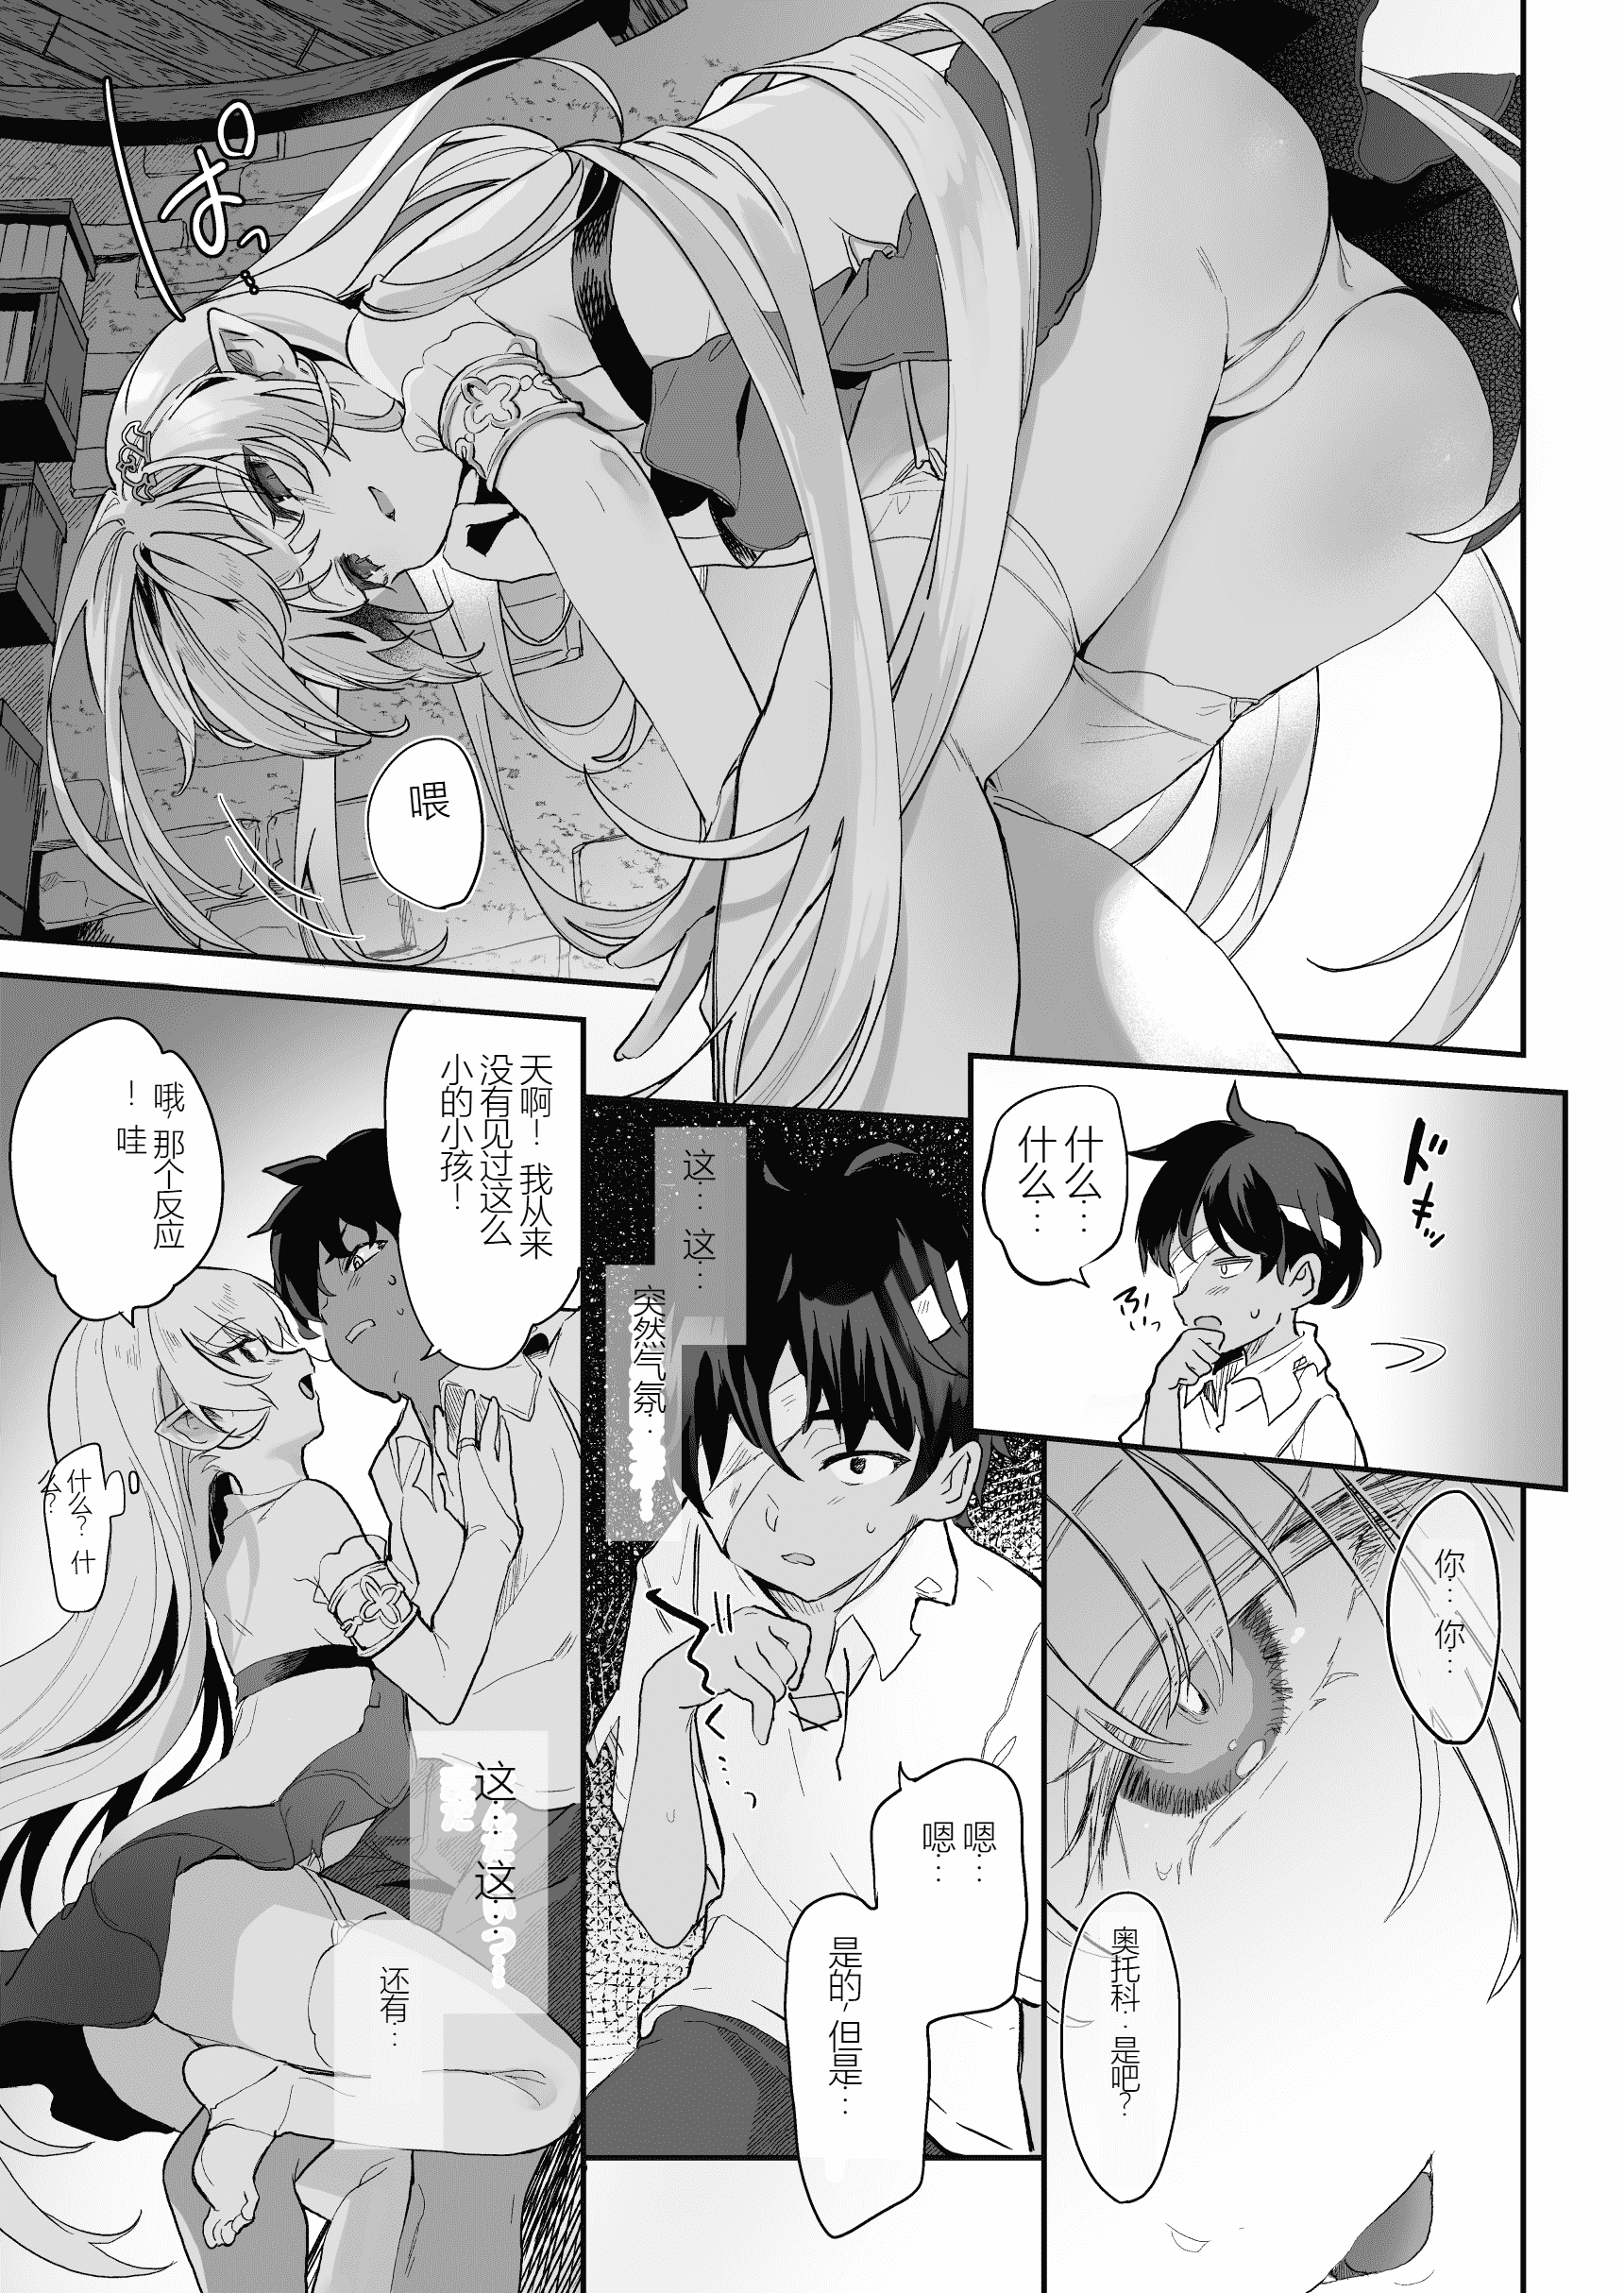 ぱっ
喂
ドキッ
什么…
什么…
ふい
你…你…
奥托科…是吧？
这…这…
突然气氛…
嗯…
嗯…
是的，但是…
天啊！我从来
没有见过这么
小的小孩！
哦，那个反应
！哇
什么？什
么？
这…这…
还有…